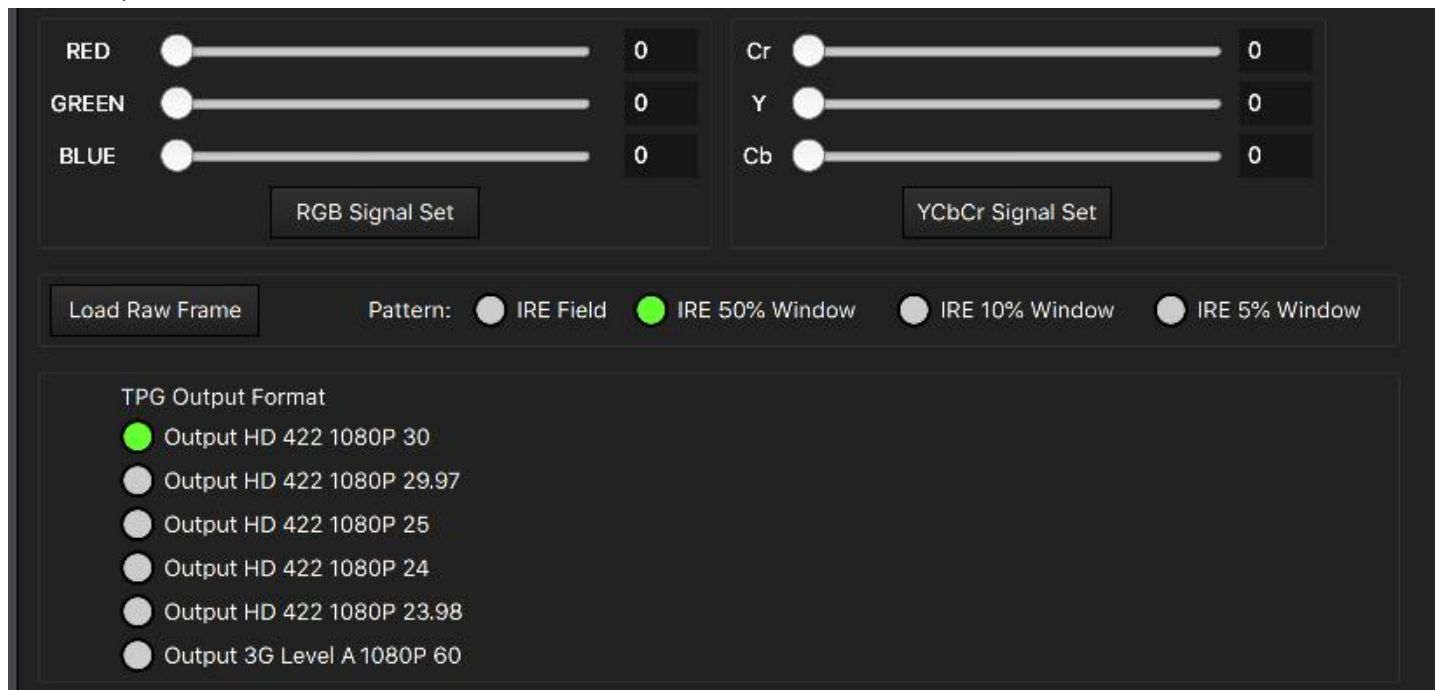 RED 0 Cr 0
GREEN 0 Y 0
BLUE 0 Cb 0
RGB Signal Set YCbCr Signal Set
Load Raw Frame Pattern: IRE Field IRE 50% Window IRE 10% Window IRE 5% Window
TPG Output Format
Output HD 422 1080P 30
Output HD 422 1080P 29.97
Output HD 422 1080P 25
Output HD 422 1080P 24
Output HD 422 1080P 23.98
Output 3G Level A 1080P 60